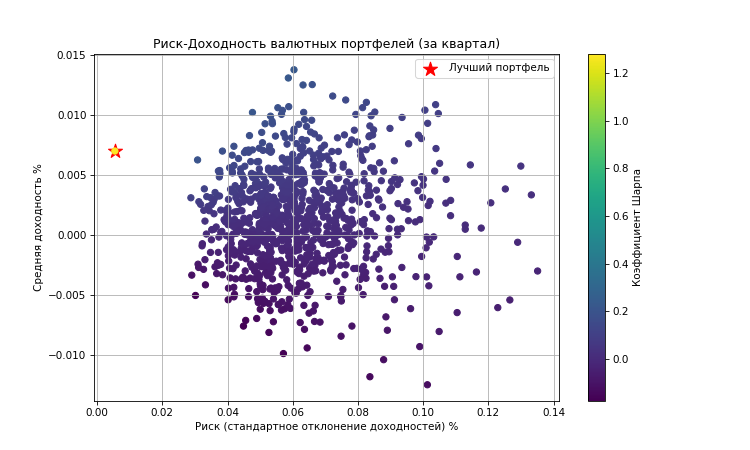 Риск-Доходность валютных портфелей (за квартал)
Лучший портфель
Средняя доходность %
0.015
0.010
0.005
0.000
−0.005
−0.010
0.00 0.02 0.04 0.06 0.08 0.10 0.12 0.14
Риск (стандартное отклонение доходностей) %
1.2
1.0
0.8
0.6
0.4
0.2
0.0
Коэффициент Шарпа